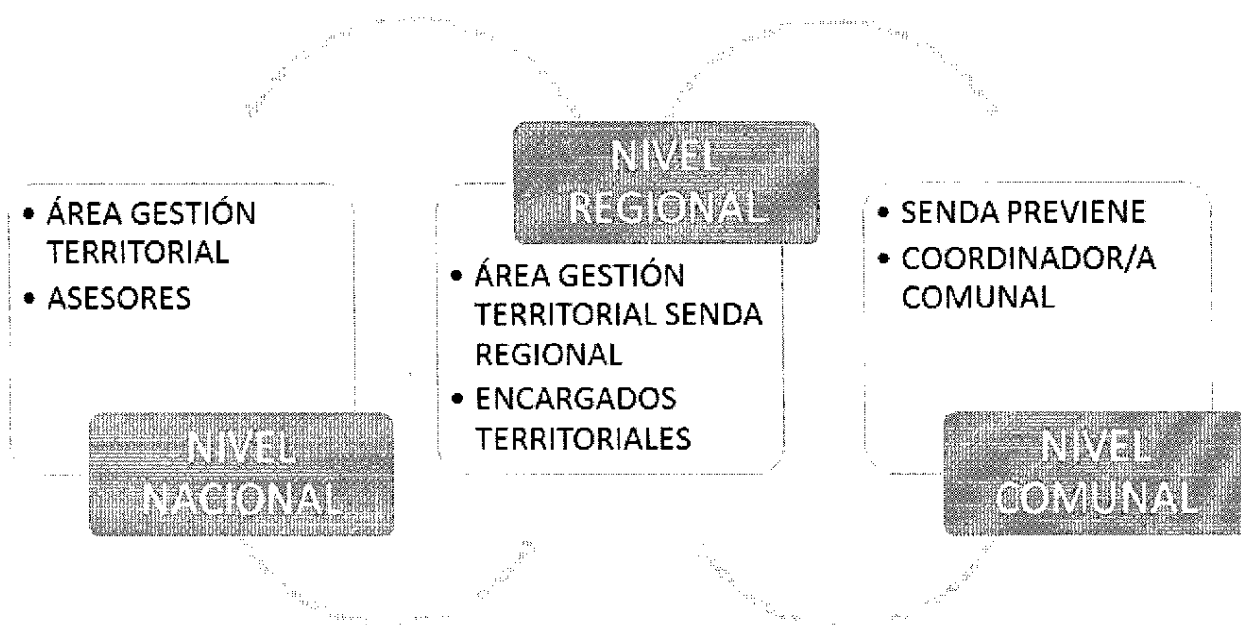 • ÁREA GESTIÓN
TERRITORIAL
• ASESORES
NIVEL
NACIONAL
NIVEL
REGIONAL
• ÁREA GESTIÓN
TERRITORIAL SENDA
REGIONAL
• ENCARGADOS
TERRITORIALES
• SENDA PREVIENE
• COORDINADOR/A
COMUNAL
NIVEL
COMUNAL